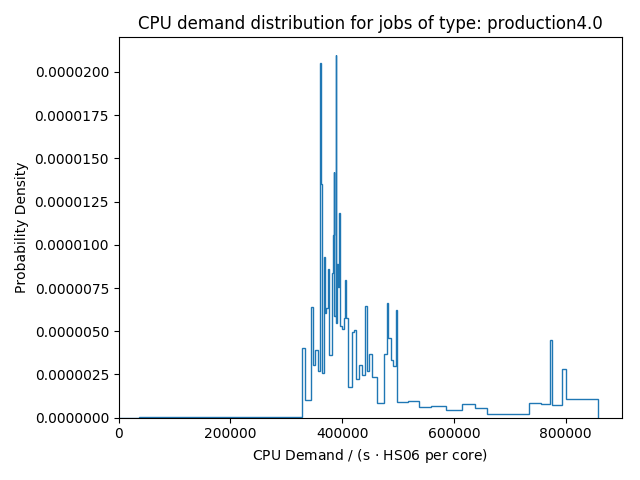 CPU demand distribution for jobs of type: production4.0
0.0000200
0.0000175
0.0000150
0.0000125
0.0000100
0.0000075
0.0000050
0.0000025
0.0000000
Probability Density
0 200000 400000 600000 800000
CPU Demand / (s · HS06 per core)